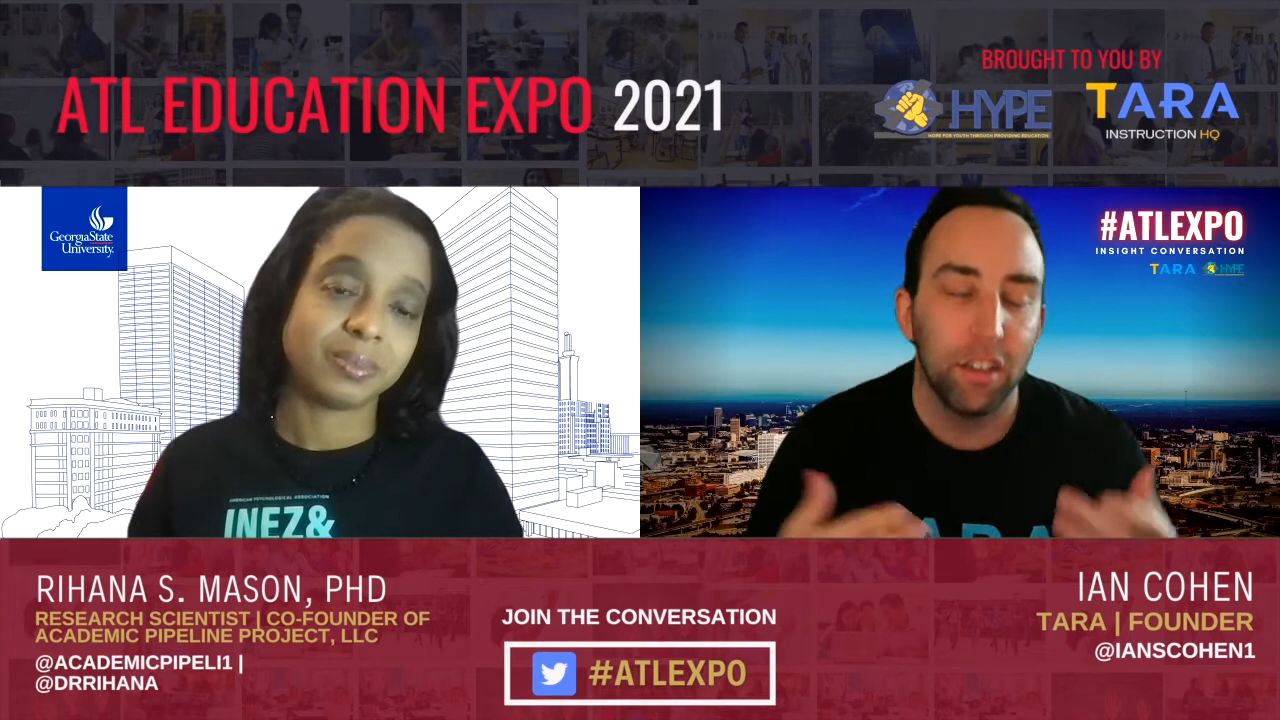 ATL EDUCATION EXPO 2021
BROUGHT TO YOU BY
HYPE
HOPE FOR YOUTH THROUGH PROVIDING EDUCATION
TARA
INSTRUCTION HQ
GeorgiaState
University.
#ATLEXPO
INSIGHT CONVERSATION
TARA HYPE
AMERICAN PSYCHOLOGICAL ASSOCIATION
INEZ&
TARA
RIHANA S. MASON, PHD
RESEARCH SCIENTIST | CO-FOUNDER OF
ACADEMIC PIPELINE PROJECT, LLC
@ACADEMICPIPELI1 |
@DRRIHANA
JOIN THE CONVERSATION
#ATLEXPO
IAN COHEN
TARA | FOUNDER
@IANSCOHEN1